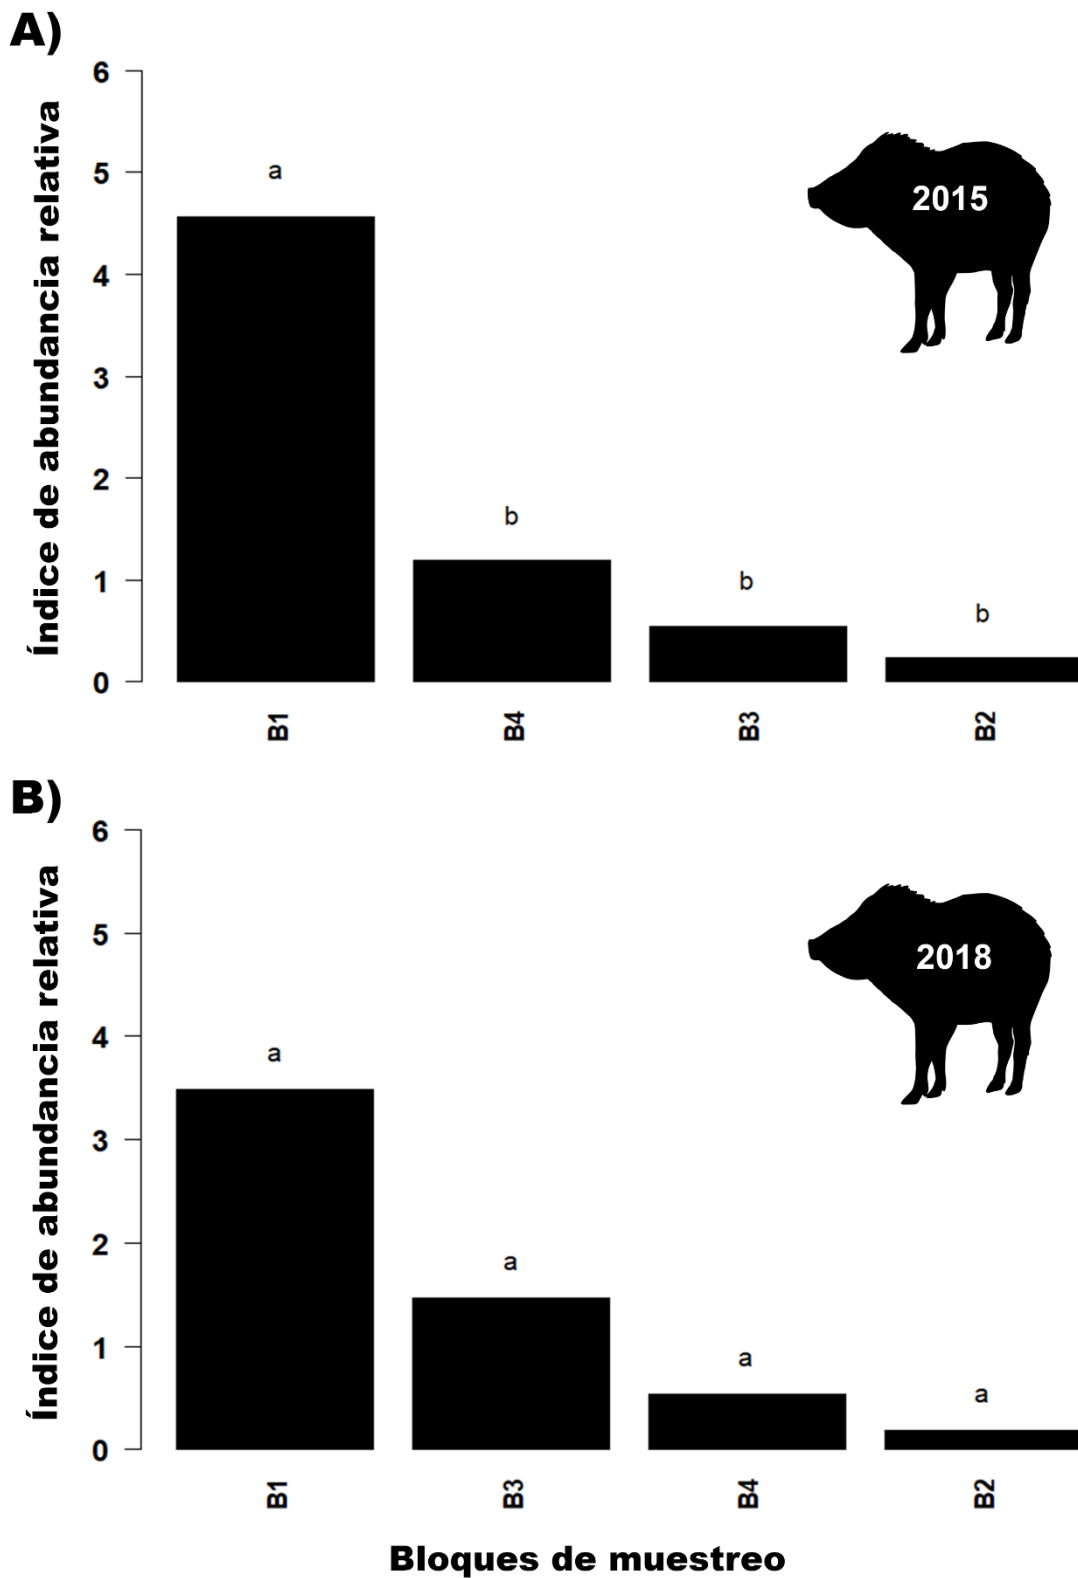 A)
Índice de abundancia relativa
6
5
4
3
2
1
0
a
b
b
b
2015
B1
B4
B3
B2
B)
Índice de abundancia relativa
6
5
4
3
2
1
0
a
a
a
a
2018
B1
B3
B4
B2
Bloques de muestreo